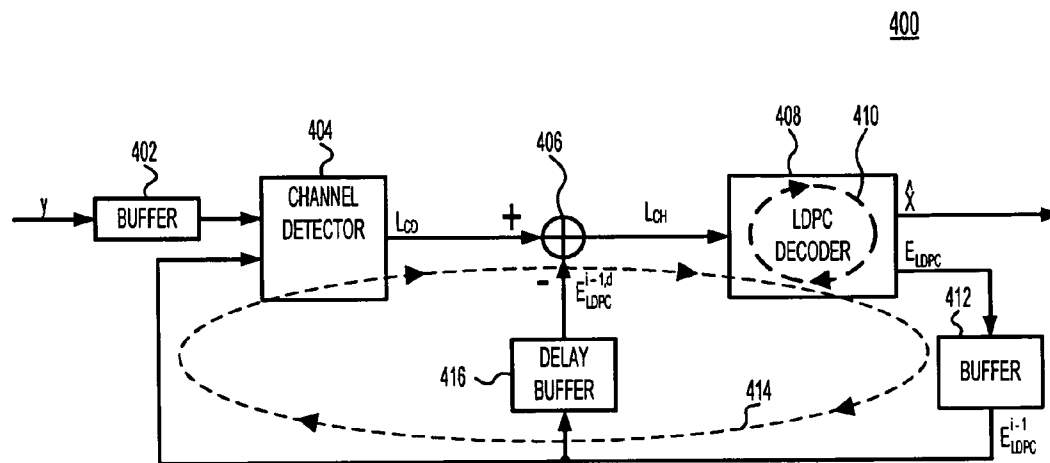 400
402
404
406
408
410
y
BUFFER
CHANNEL
DETECTOR
L_CD
+
-
L_CH
LDPC
DECODER
X̂
E_LDPC
E_LDPC^i-1,d
412
BUFFER
416
DELAY
BUFFER
414
E_LDPC^i-1